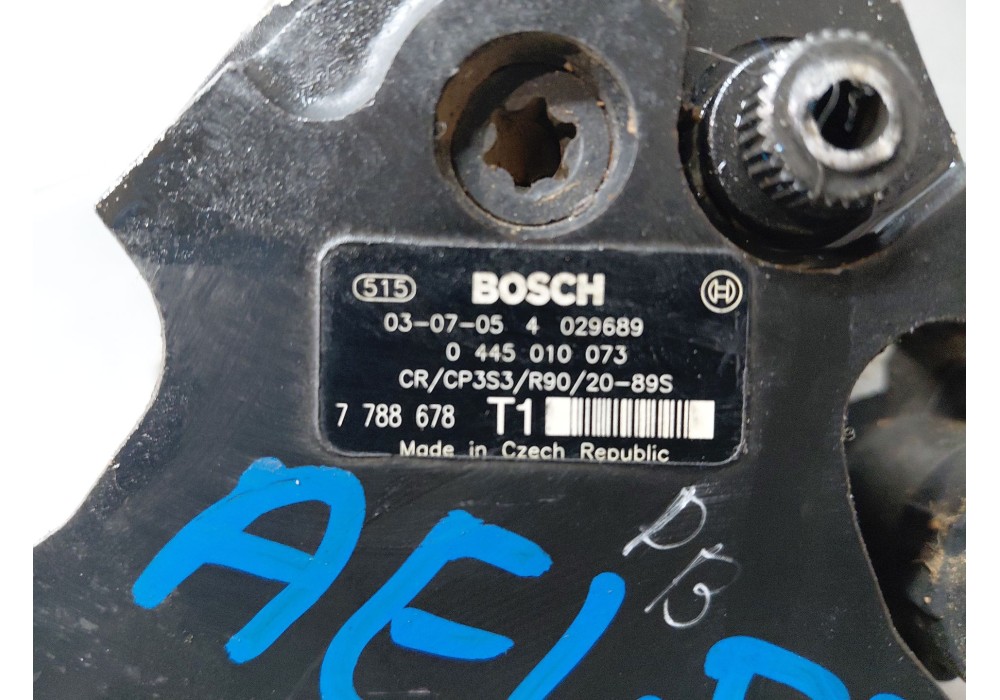 515 BOSCH
03-07-05 4 029689
0 445 010 073
CR/CP3S3/R90/20-89S
7 788 678 T1
Made in Czech Republic